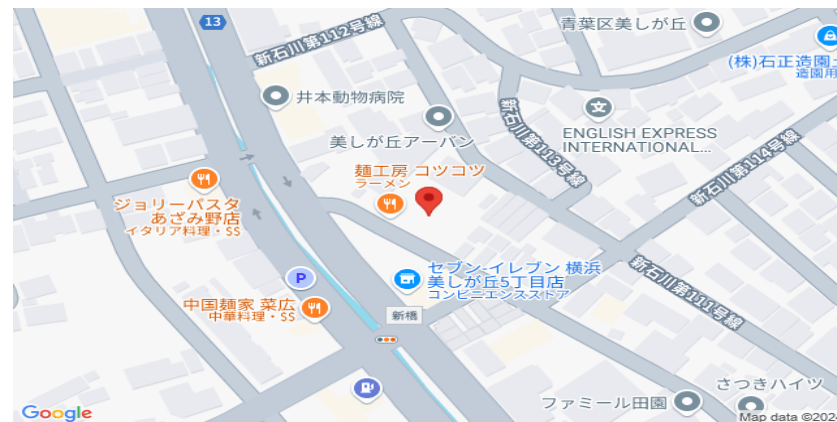 13
新石川第112号線
青葉区美しが丘
(株)石正造園土
造園用
井本動物病院
美しが丘アーバン
新石川第113号線
ENGLISH EXPRESS
INTERNATIONAL...
新石川第114号線
麺工房 コツコツ
ラーメン
ジョリーパスタ
あざみ野店
イタリア料理・$$
P
中国麺家 菜広
中華料理・$$
セブン-イレブン 横浜
美しが丘5丁目店
コンビニエンスストア
新橋
新石川第111号線
さつきハイツ
ファミール田園
Google
Map data ©2024